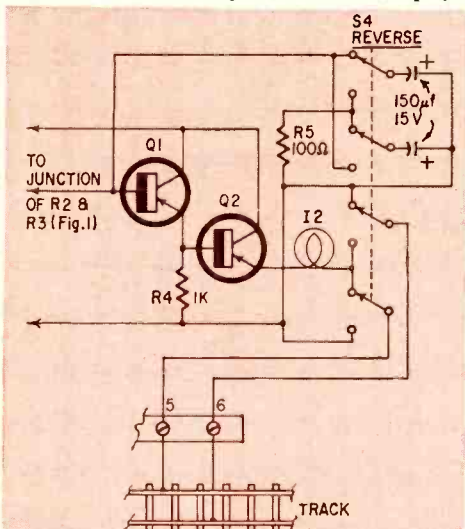 S4
REVERSE
+
150µf
15V
+
R5
100Ω
Q1
TO
JUNCTION
OF R2 &
R3 (Fig.1)
Q2
I2
R4
1K
5
6
TRACK